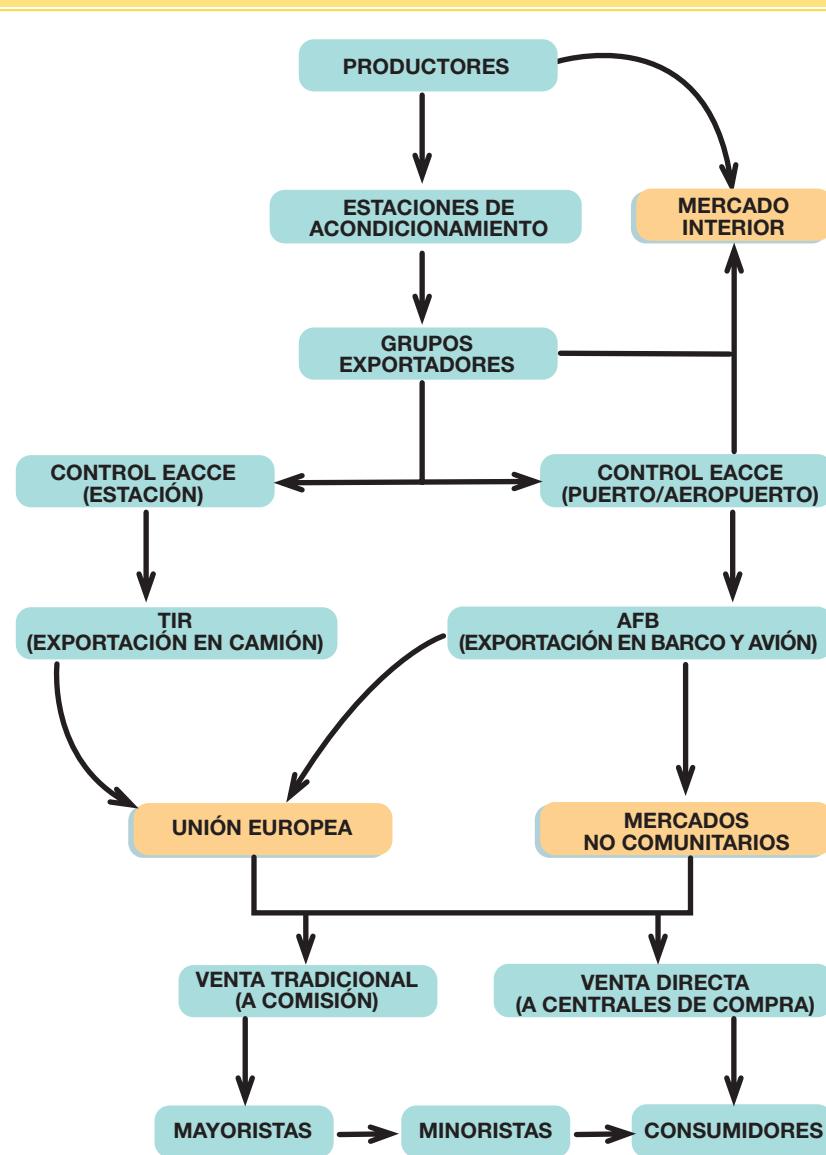 PRODUCTORES
ESTACIONES DE
ACONDICIONAMIENTO
MERCADO
INTERIOR
GRUPOS
EXPORTADORES
CONTROL EACCE
(ESTACIÓN)
CONTROL EACCE
(PUERTO/AEROPUERTO)
TIR
(EXPORTACIÓN EN CAMIÓN)
AFB
(EXPORTACIÓN EN BARCO Y AVIÓN)
UNIÓN EUROPEA
MERCADOS
NO COMUNITARIOS
VENTA TRADICIONAL
(A COMISIÓN)
VENTA DIRECTA
(A CENTRALES DE COMPRA)
MAYORISTAS
MINORISTAS
CONSUMIDORES